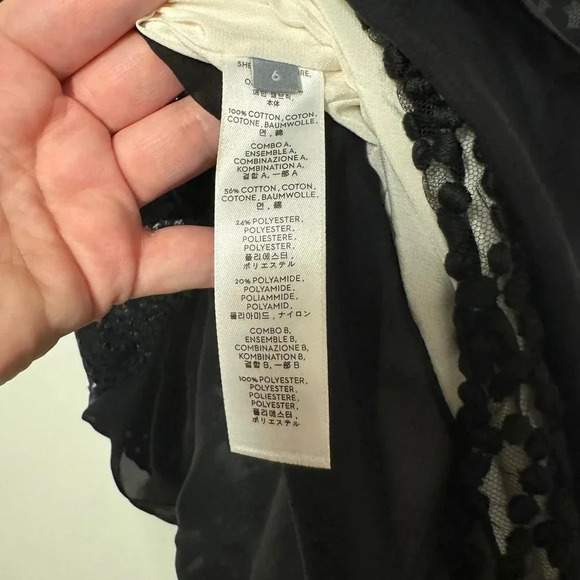 6
100% COTTON, COTON,
COTONE, BAUMWOLLE,
면, 綿
COMBO A,
ENSEMBLE A,
COMBINAZIONE A,
KOMBINATION A,
결합 A, 一部 A
56% COTTON, COTON,
COTONE, BAUMWOLLE,
면, 綿
24% POLYESTER,
POLYESTER,
POLIESTERE,
POLYESTER,
폴리에스터,
ポリエステル
20% POLYAMIDE,
POLYAMIDE,
POLIAMMIDE,
POLYAMID,
폴리아미드, ナイロン
COMBO B,
ENSEMBLE B,
COMBINAZIONE B,
KOMBINATION B,
결합 B, 一部 B
100% POLYESTER,
POLYESTER,
POLIESTERE,
POLYESTER,
폴리에스터,
ポリエステル